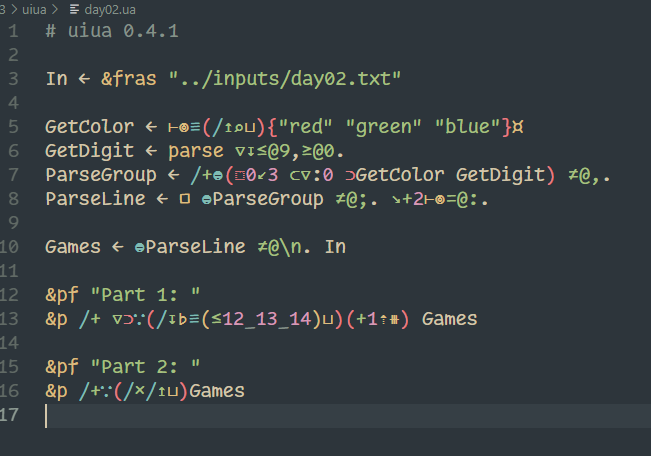 3 > uiua > day02.ua
1 # uiua 0.4.1
2
3 In ← &fras "../inputs/day02.txt"
4
5 GetColor ← ⊢⊚≡(/↥⌕⊔){"red" "green" "blue"}¤
6 GetDigit ← parse ▽↧≤@9,≥@0.
7 ParseGroup ← /+⊜(⬚0↙3 ⊂▽:0 ⊃GetColor GetDigit) ≠@,.
8 ParseLine ← □ ⊜ParseGroup ≠@;. ↘+2⊢⊚=@:.
9
10 Games ← ⊜ParseLine ≠@\n. In
11
12 &pf "Part 1: "
13 &p /+ ▽⊃∵(/↧♭≡(≤12_13_14)⊔)(+1⇡⧻) Games
14
15 &pf "Part 2: "
16 &p /+∵(/×/↥⊔)Games
17